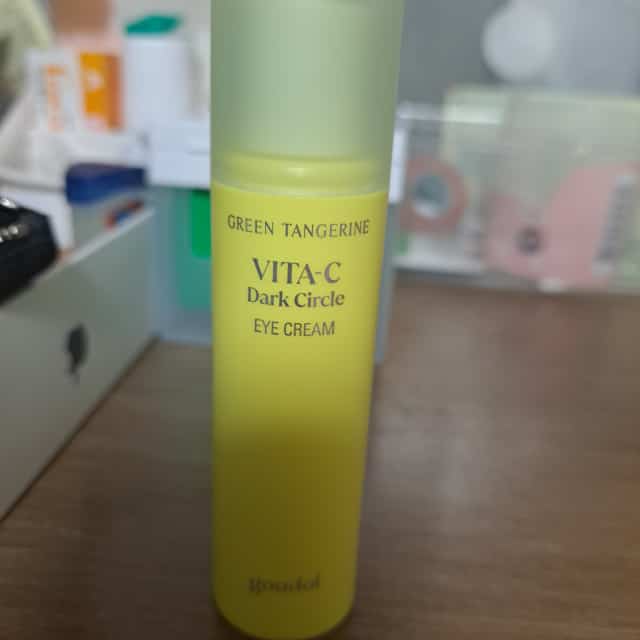 GREEN TANGERINE
VITA-C
Dark Circle
EYE CREAM
goodal